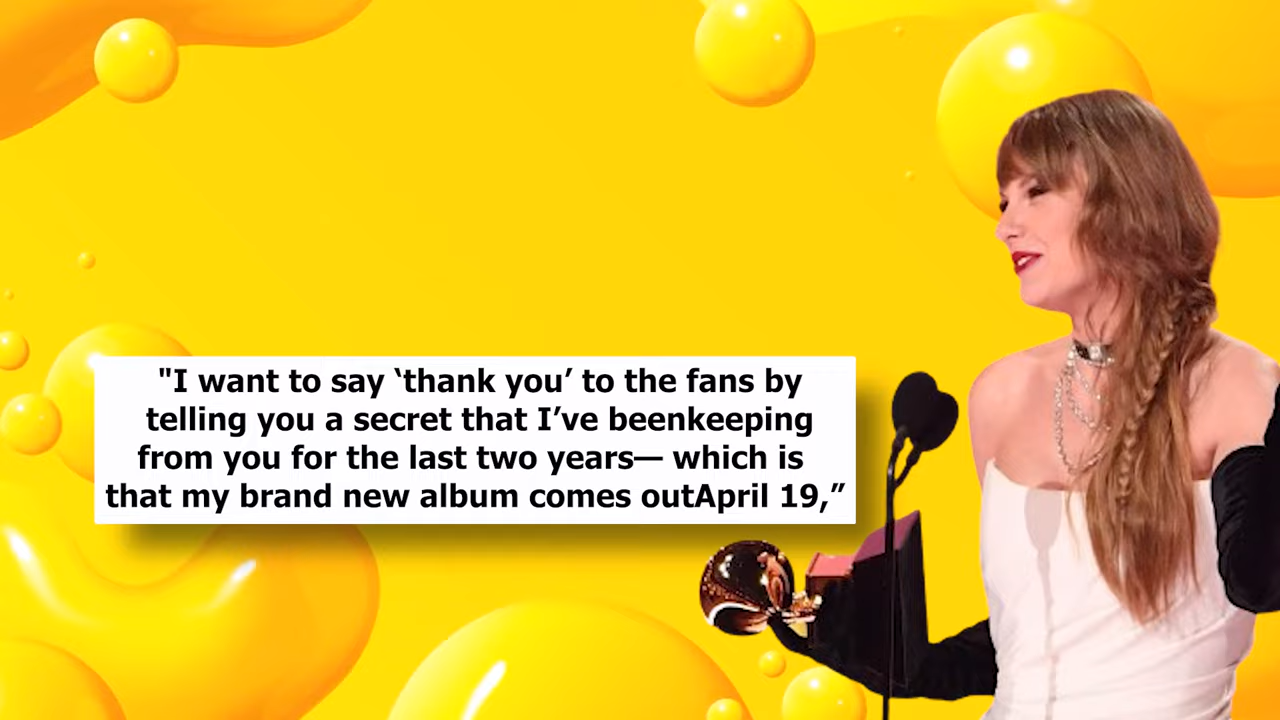 "I want to say ‘thank you’ to the fans by
telling you a secret that I’ve beenkeeping
from you for the last two years— which is
that my brand new album comes outApril 19,”